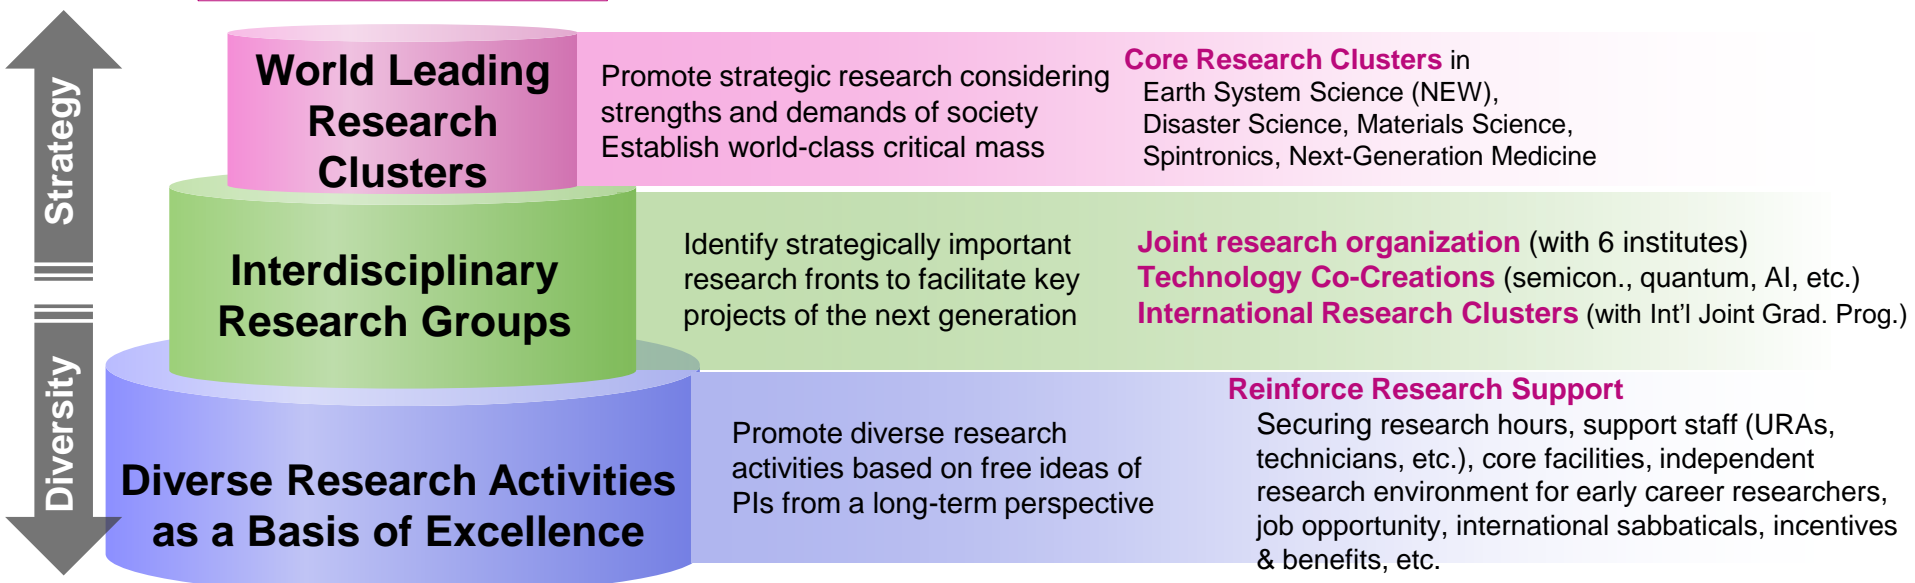 Strategy
Diversity
World Leading
Research
Clusters
Promote strategic research considering
strengths and demands of society
Establish world-class critical mass
Core Research Clusters in
Earth System Science (NEW),
Disaster Science, Materials Science,
Spintronics, Next-Generation Medicine
Interdisciplinary
Research Groups
Identify strategically important
research fronts to facilitate key
projects of the next generation
Joint research organization (with 6 institutes)
Technology Co-Creations (semicon., quantum, AI, etc.)
International Research Clusters (with Int’l Joint Grad. Prog.)
Diverse Research Activities
as a Basis of Excellence
Promote diverse research
activities based on free ideas of
PIs from a long-term perspective
Reinforce Research Support
Securing research hours, support staff (URAs,
technicians, etc.), core facilities, independent
research environment for early career researchers,
job opportunity, international sabbaticals, incentives
& benefits, etc.